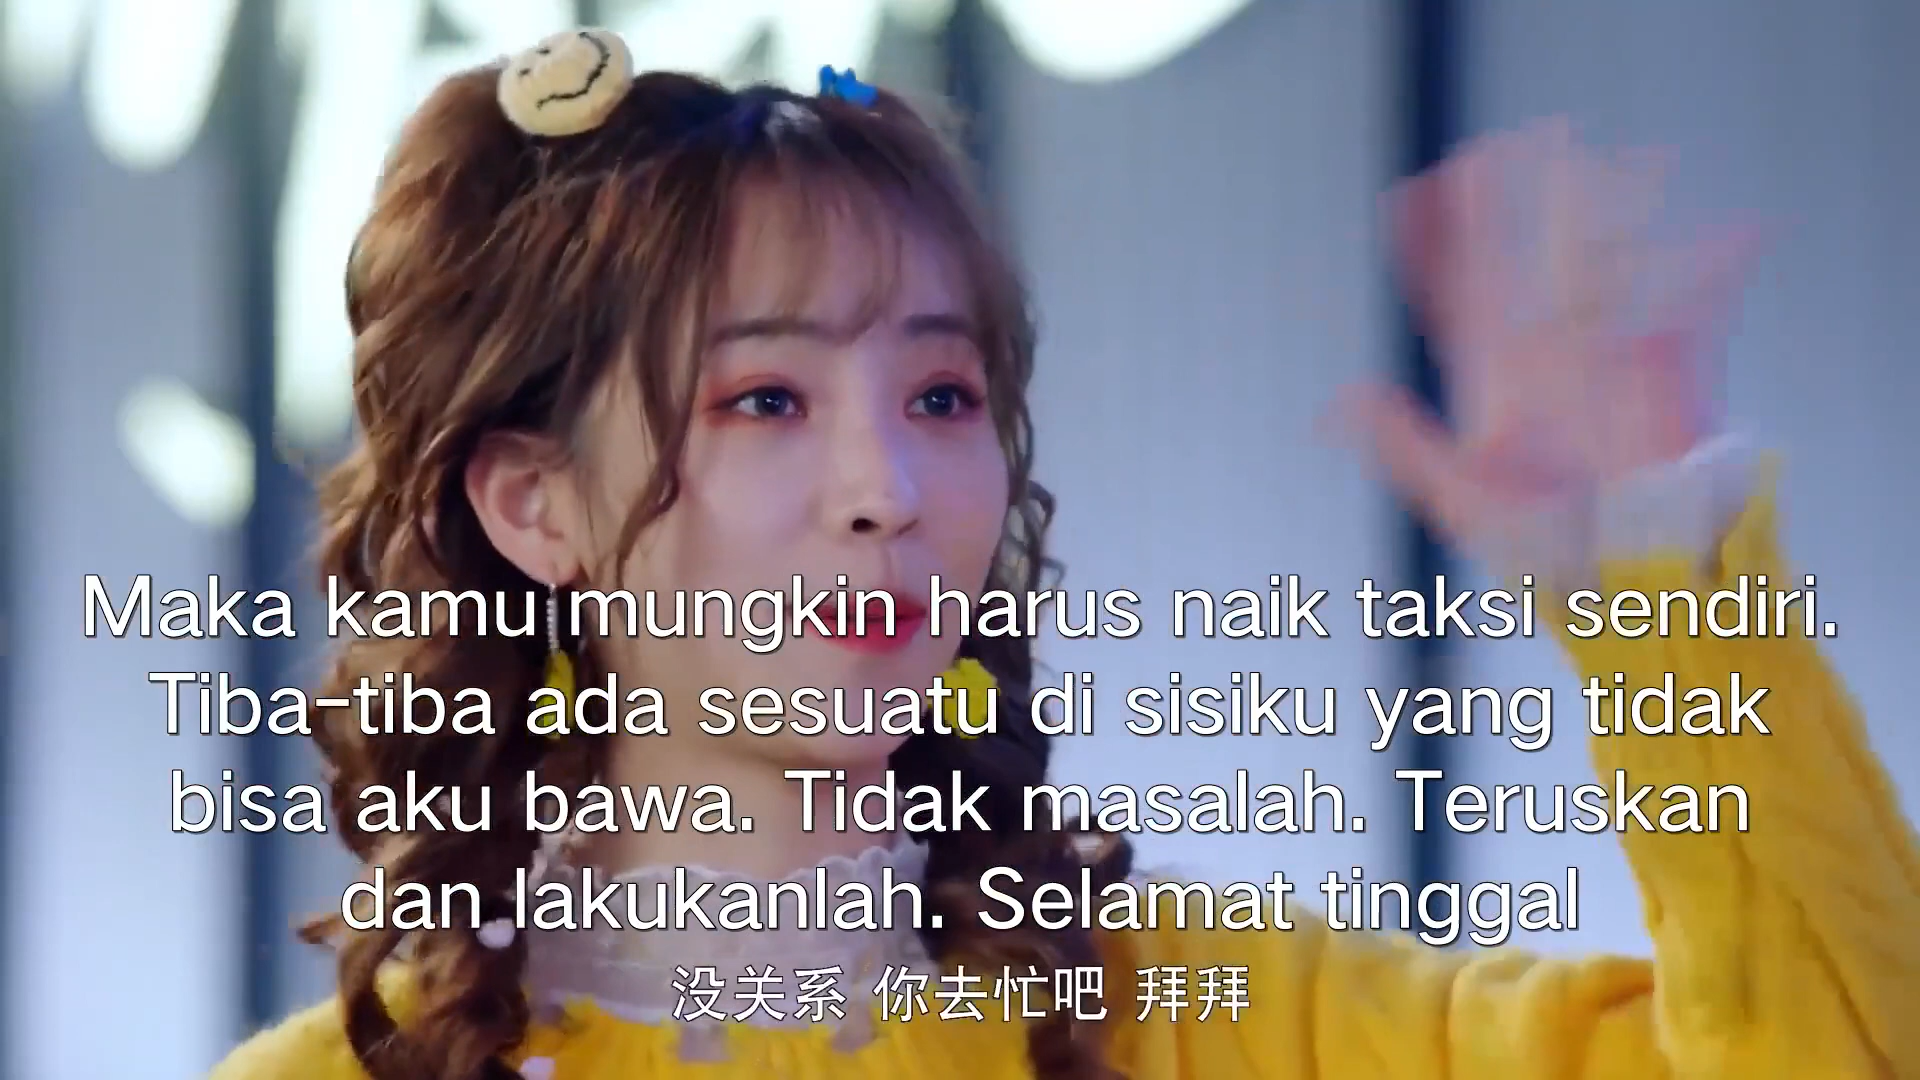 Maka kamu mungkin harus naik taksi sendiri.
Tiba-tiba ada sesuatu di sisiku yang tidak
bisa aku bawa. Tidak masalah. Teruskan
dan lakukanlah. Selamat tinggal
没关系 你去忙吧 拜拜